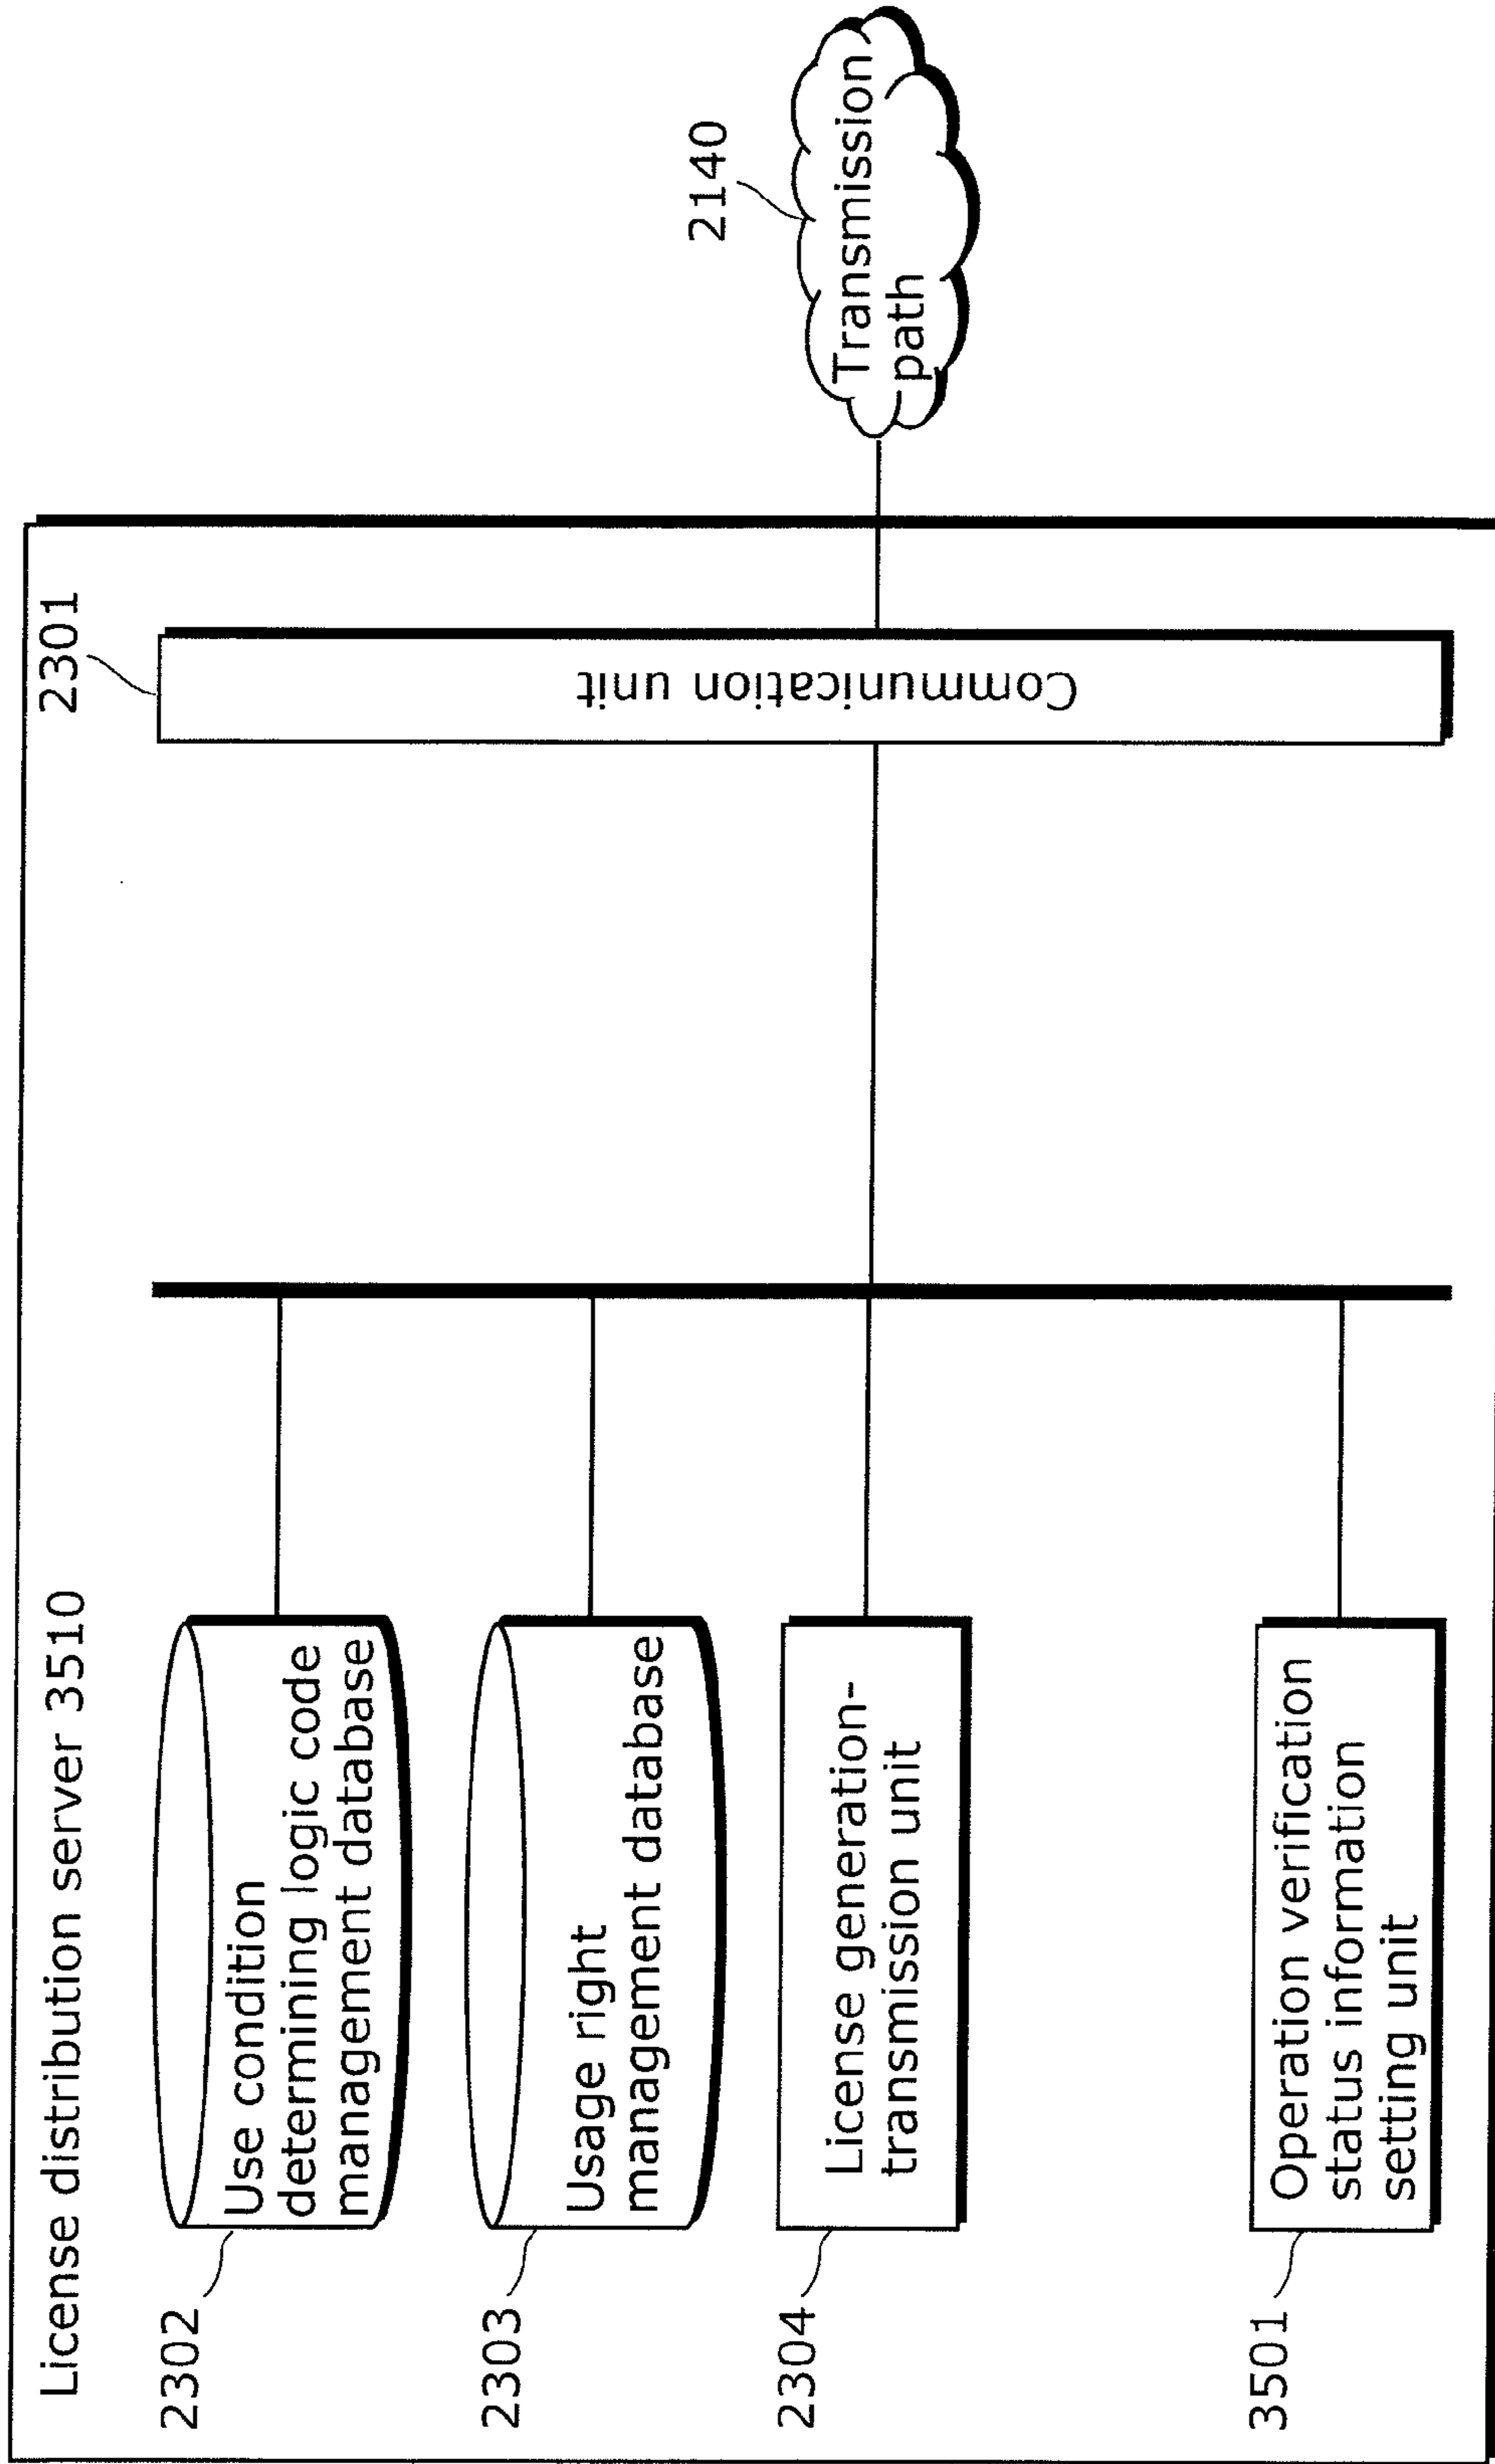 License distribution server 3510
2301
2302
Use condition
determining logic code
management database
2303
Usage right
management database
2304
License generation-
transmission unit
3501
Operation verification
status information
setting unit
Communication unit
2140
Transmission
path